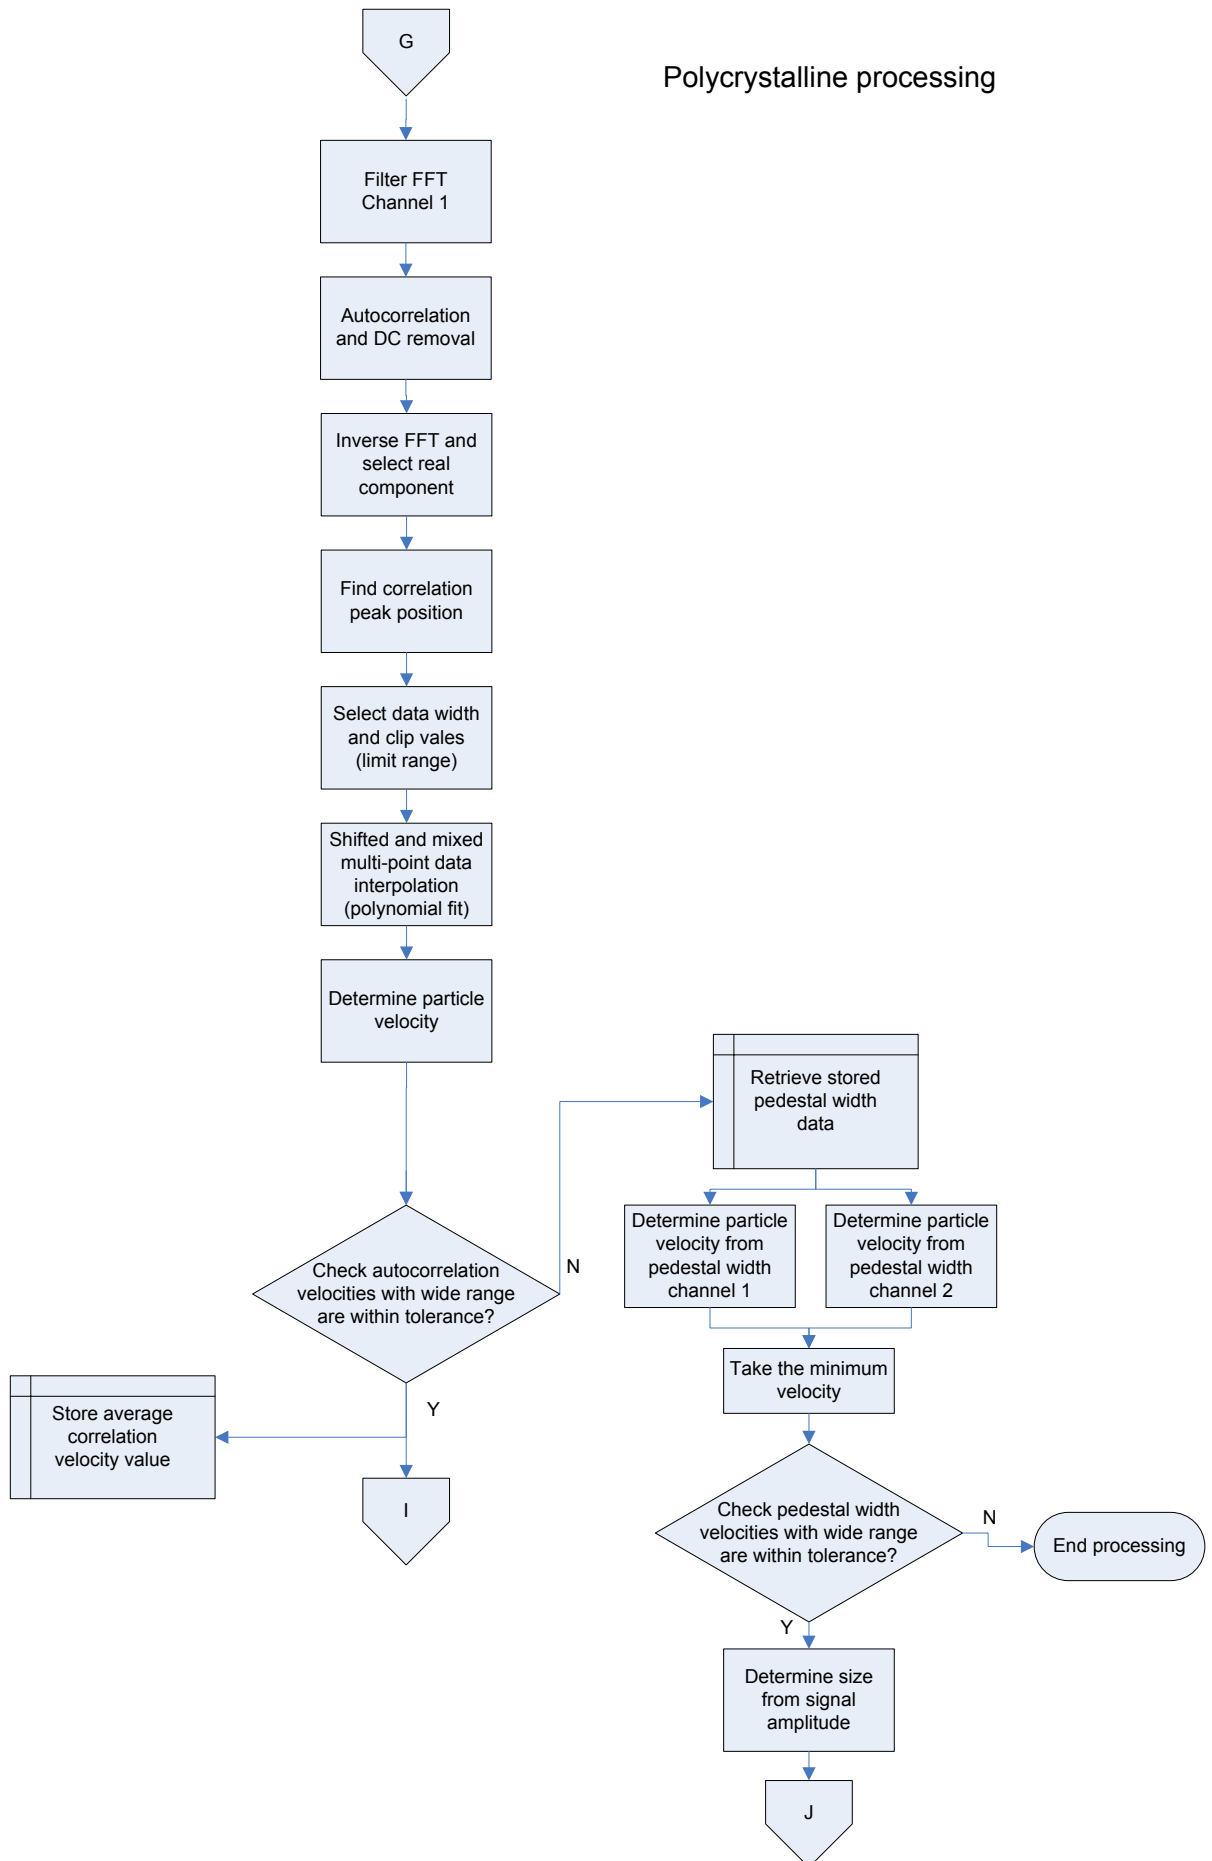 G
Polycrystalline processing
Filter FFT
Channel 1
Autocorrelation
and DC removal
Inverse FFT and
select real
component
Find correlation
peak position
Select data width
and clip vales
(limit range)
Shifted and mixed
multi-point data
interpolation
(polynomial fit)
Determine particle
velocity
Check autocorrelation
velocities with wide range
are within tolerance?
N
Y
Store average
correlation
velocity value
I
Retrieve stored
pedestal width
data
Determine particle
velocity from
pedestal width
channel 1
Determine particle
velocity from
pedestal width
channel 2
Take the minimum
velocity
Check pedestal width
velocities with wide range
are within tolerance?
N
End processing
Y
Determine size
from signal
amplitude
J